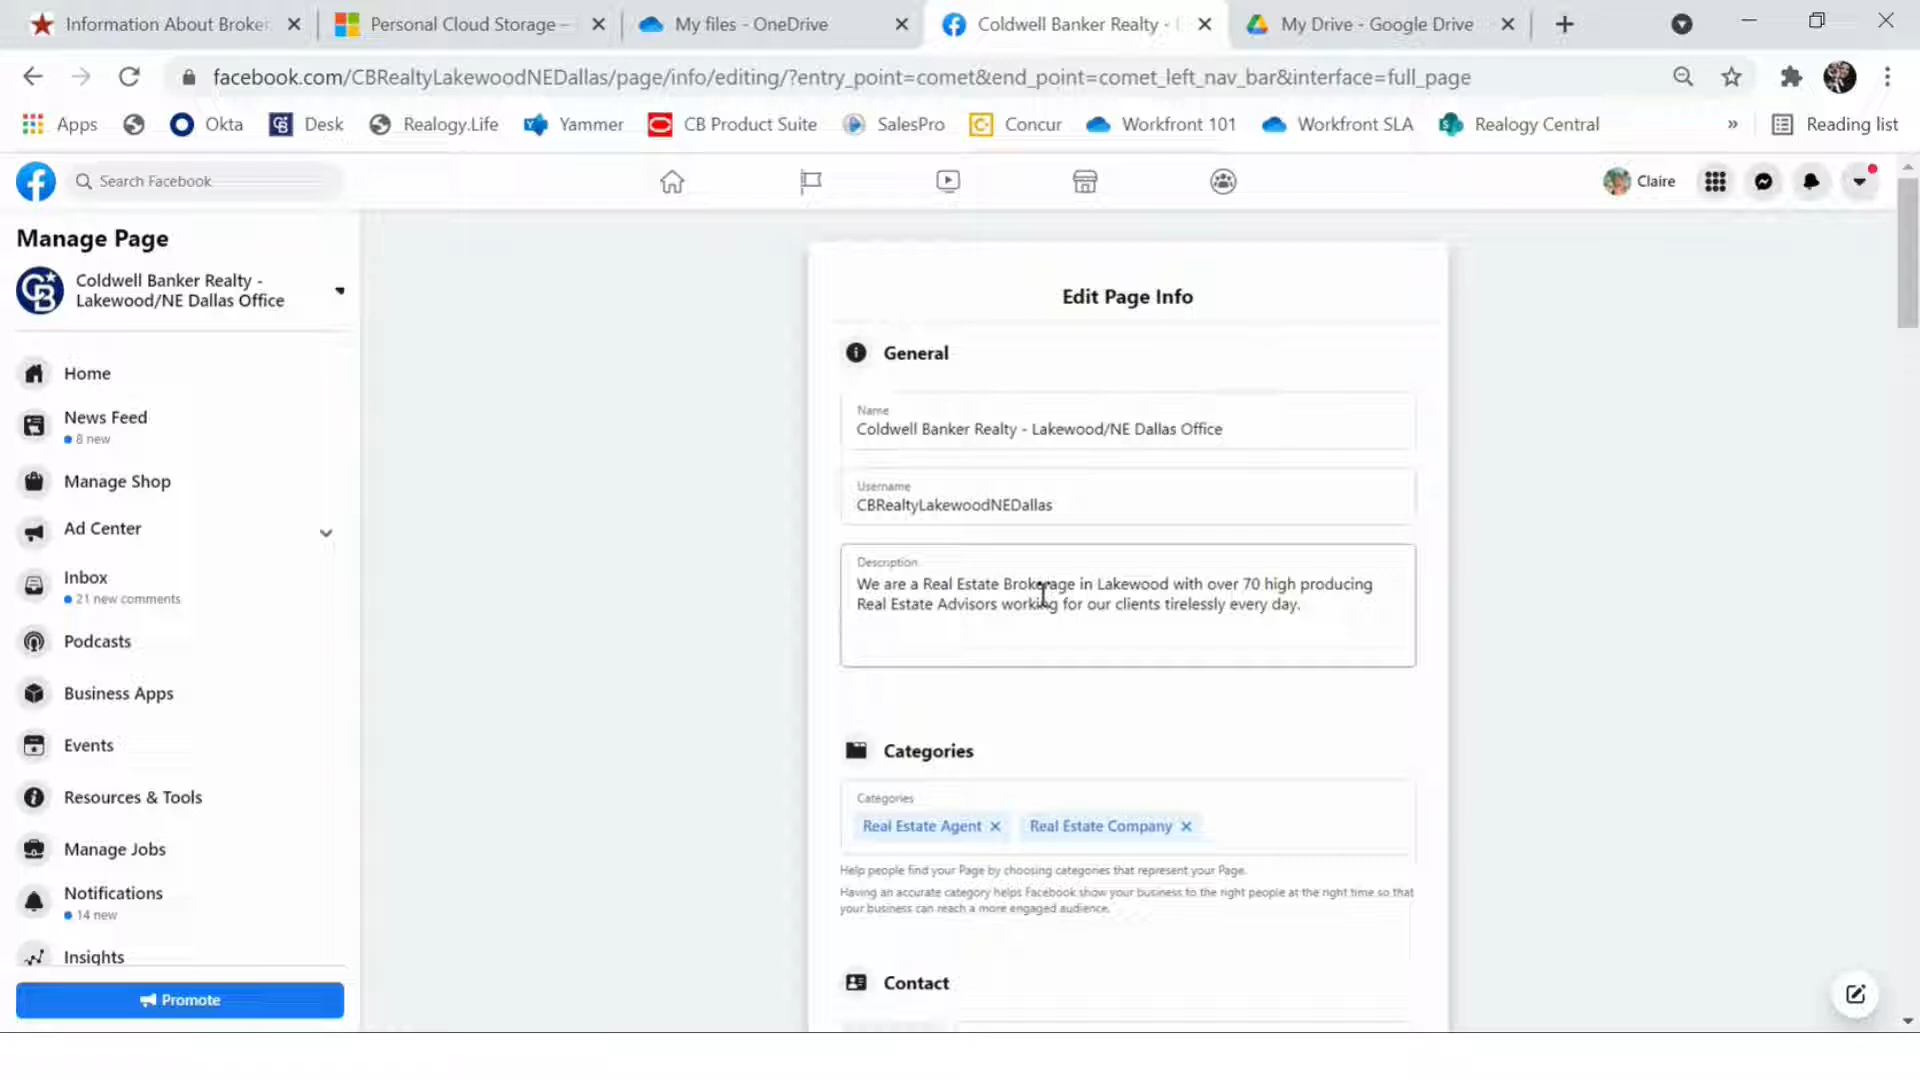 Information About Broker
Personal Cloud Storage –
My files - OneDrive
Coldwell Banker Realty -
My Drive - Google Drive
facebook.com/CBRealtyLakewoodNEDallas/page/info/editing/?entry_point=comet&end_point=comet_left_nav_bar&interface=full_page
Apps
Okta
Desk
Realogy.Life
Yammer
CB Product Suite
SalesPro
Concur
Workfront 101
Workfront SLA
Realogy Central
»
Reading list
Search Facebook
Claire
Manage Page
Coldwell Banker Realty -
Lakewood/NE Dallas Office
Home
News Feed
8 new
Manage Shop
Ad Center
Inbox
21 new comments
Podcasts
Business Apps
Events
Resources & Tools
Manage Jobs
Notifications
14 new
Insights
Promote
Edit Page Info
General
Name
Coldwell Banker Realty - Lakewood/NE Dallas Office
Username
CBRealtyLakewoodNEDallas
Description
We are a Real Estate Brokerage in Lakewood with over 70 high producing
Real Estate Advisors working for our clients tirelessly every day.
Categories
Categories
Real Estate Agent
Real Estate Company
Help people find your Page by choosing categories that represent your Page.
Having an accurate category helps Facebook show your business to the right people at the right time so that
your business can reach a more engaged audience.
Contact